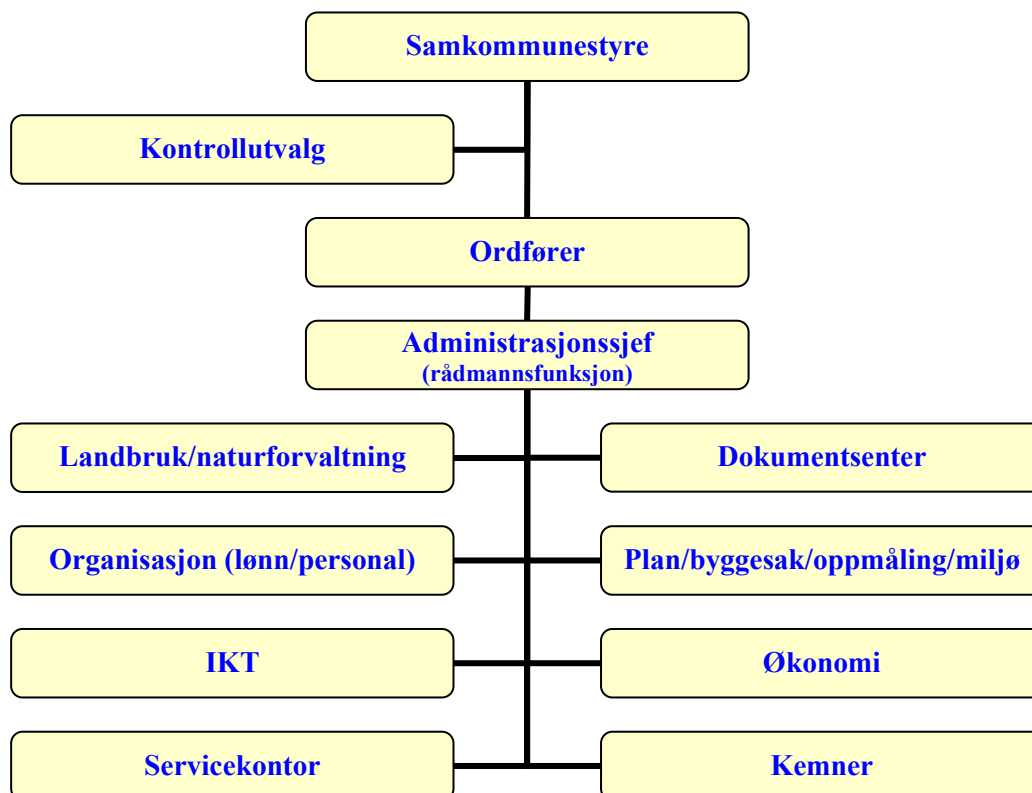 Samkommunestyre
Kontrollutvalg
Ordfører
Administrasjonssjef
(rådmannsfunksjon)
Landbruk/naturforvaltning
Dokumentsenter
Organisasjon (lønn/personal)
Plan/byggesak/oppmåling/miljø
IKT
Økonomi
Servicekontor
Kemner